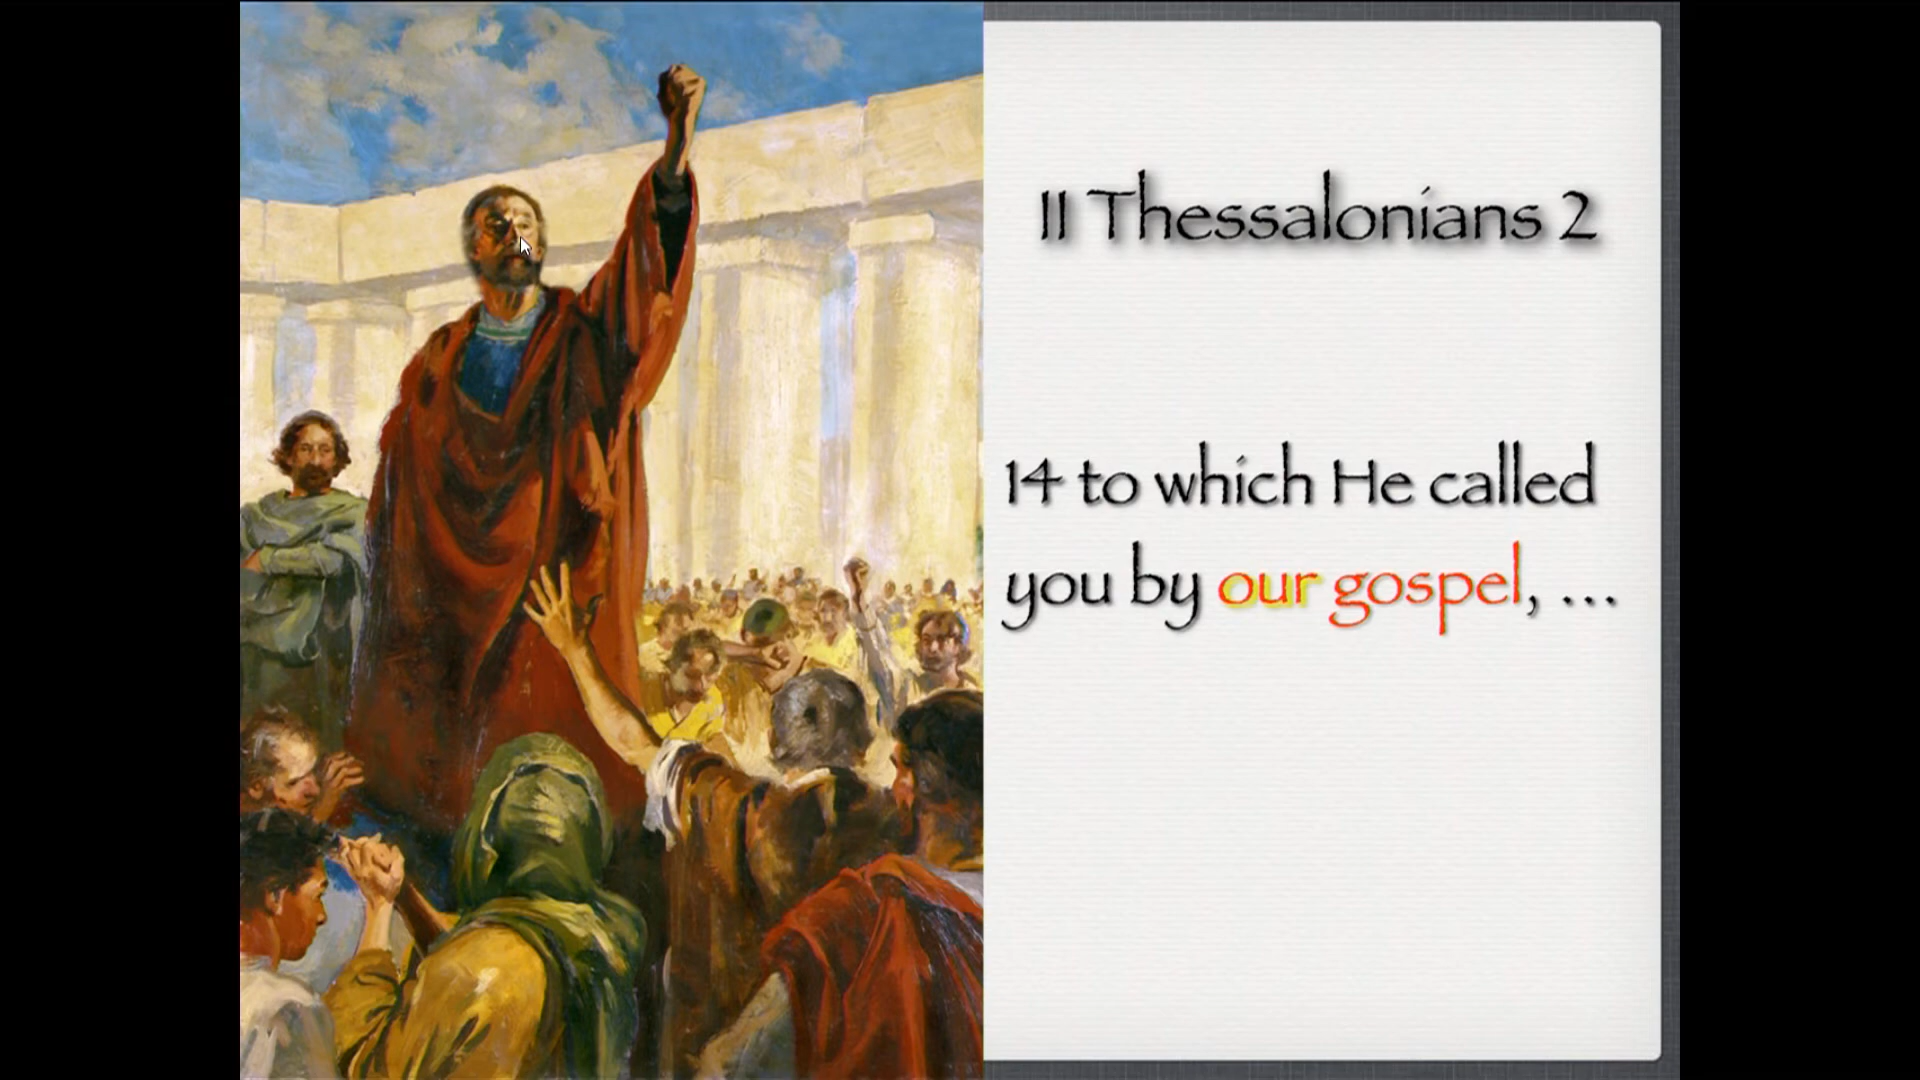 II Thessalonians 2
14 to which He called
you by our gospel, ...